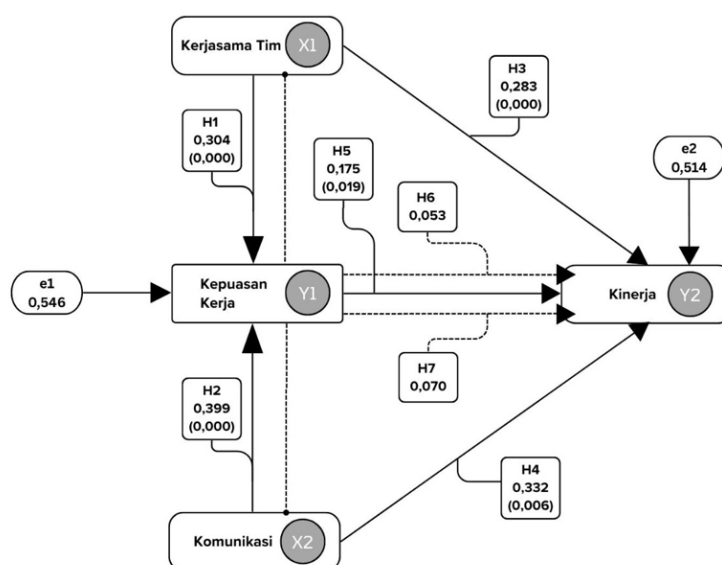 Kerjasama Tim
X1
H3
0,283
(0,000)
H1
0,304
(0,000)
H5
0,175
(0,019)
e2
0,514
H6
0,053
e1
0,546
Kepuasan
Kerja
Y1
Kinerja
Y2
H7
0,070
H2
0,399
(0,000)
H4
0,332
(0,006)
Komunikasi
X2